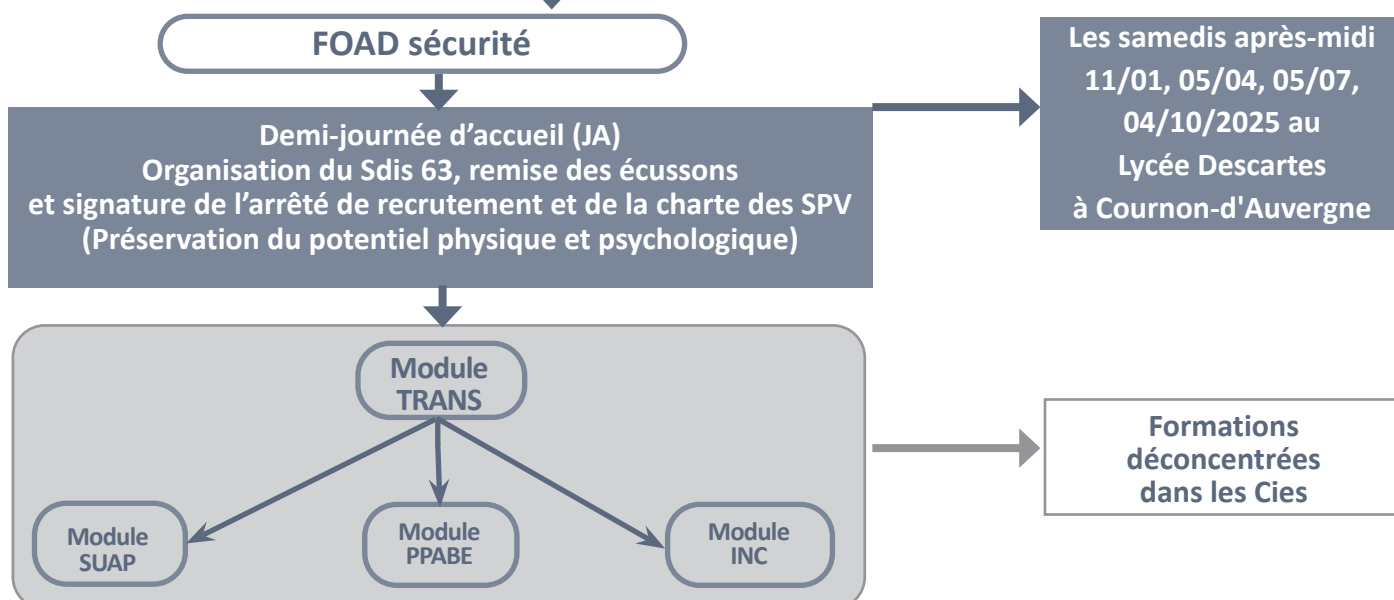 FOAD sécurité
Les samedis après-midi
11/01, 05/04, 05/07,
04/10/2025 au
Lycée Descartes
à Cournon-d'Auvergne
Demi-journée d’accueil (JA)
Organisation du Sdis 63, remise des écussons
et signature de l’arrêté de recrutement et de la charte des SPV
(Préservation du potentiel physique et psychologique)
Module
TRANS
Formations
déconcentrées
dans les Cies
Module
SUAP
Module
PPABE
Module
INC